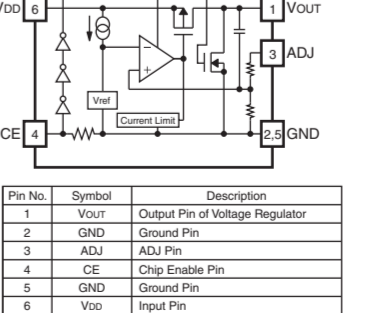 VDD 6
1 VOUT
3 ADJ
Vref
Current Limit
CE 4
2,5 GND
Pin No. Symbol Description
1 VOUT Output Pin of Voltage Regulator
2 GND Ground Pin
3 ADJ ADJ Pin
4 CE Chip Enable Pin
5 GND Ground Pin
6 VDD Input Pin